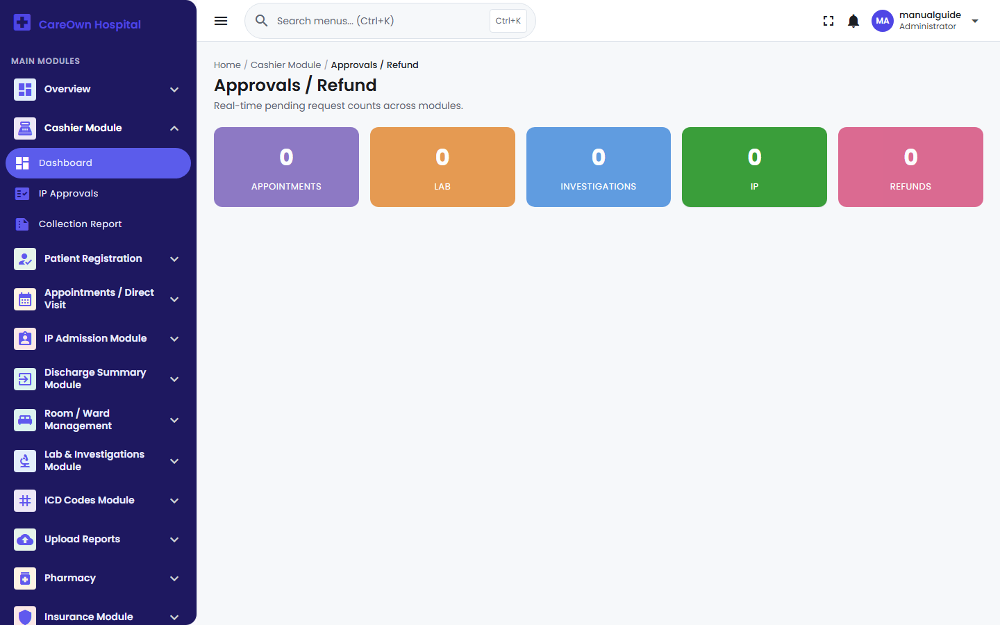 CareOwn Hospital
MAIN MODULES
Overview
Cashier Module
Dashboard
IP Approvals
Collection Report
Patient Registration
Appointments / Direct
Visit
IP Admission Module
Discharge Summary
Module
Room / Ward
Management
Lab & Investigations
Module
ICD Codes Module
Upload Reports
Pharmacy
Insurance Module
Search menus... (Ctrl+K)
Ctrl+K
MA
manualguide
Administrator
Home / Cashier Module / Approvals / Refund
Approvals / Refund
Real-time pending request counts across modules.
0
APPOINTMENTS
0
LAB
0
INVESTIGATIONS
0
IP
0
REFUNDS